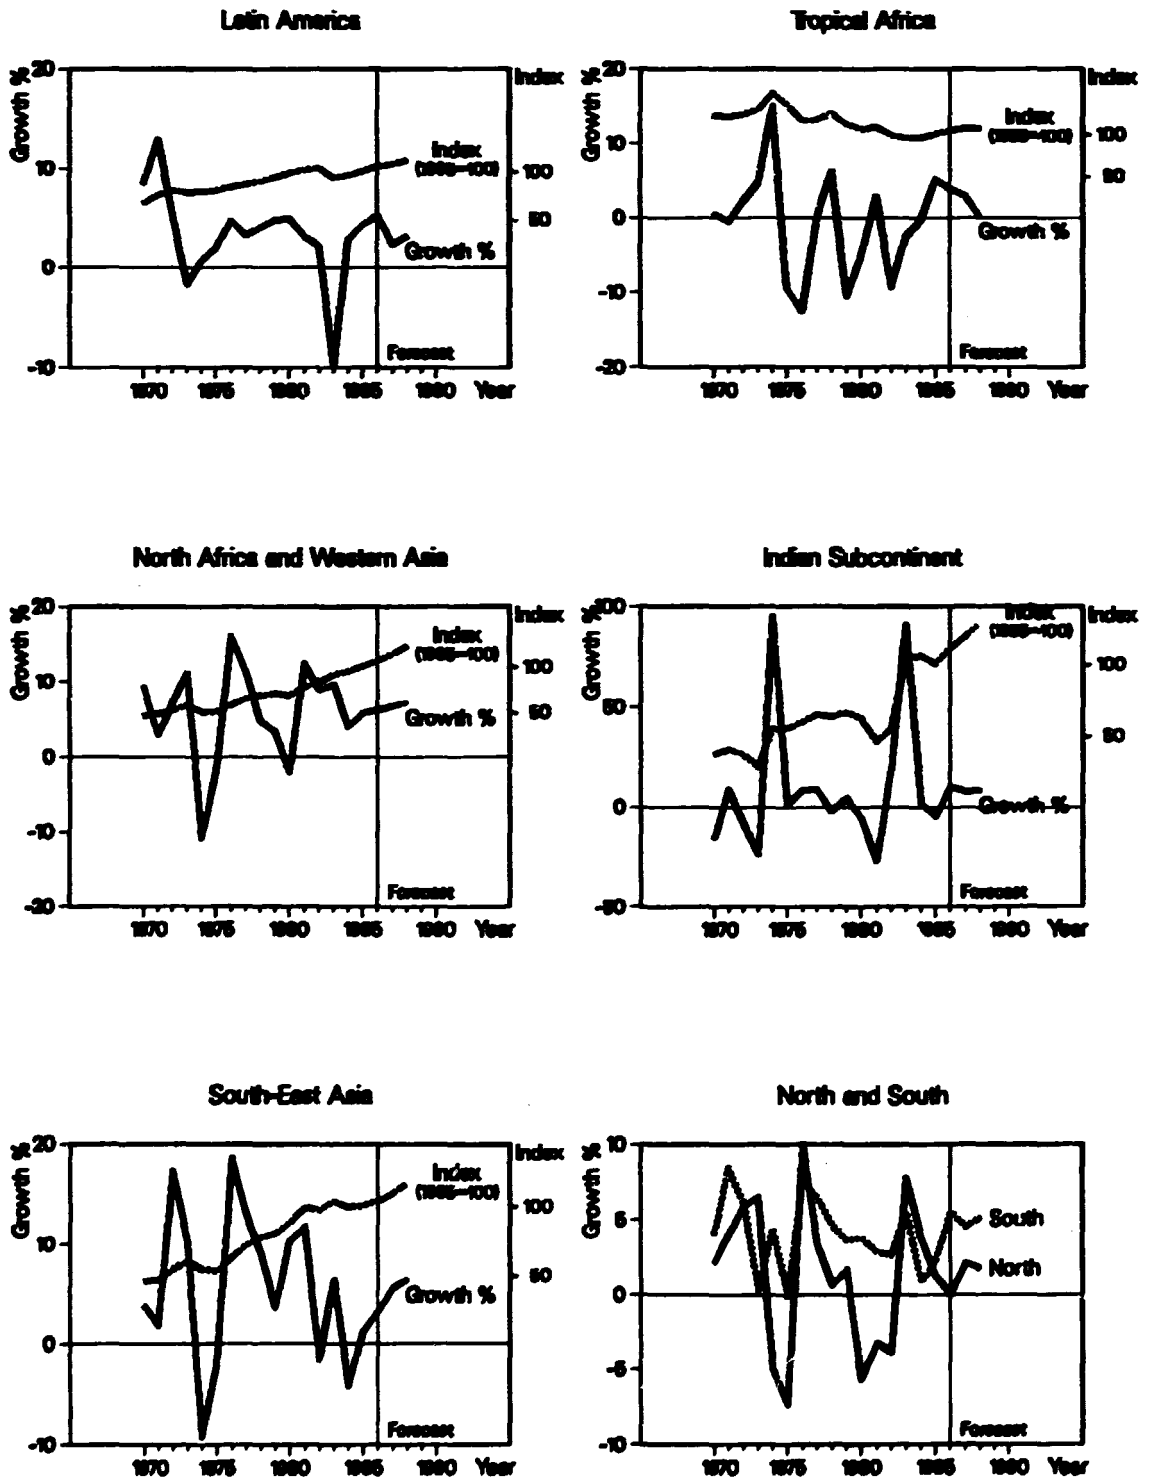 Latin America
Growth %
20
10
0
-10
Index
100
50
Index
(1985=100)
Growth %
Forecast
1970 1975 1980 1985 1990 Year
Tropical Africa
Growth %
20
10
0
-10
-20
Index
100
50
Index
(1985=100)
Growth %
Forecast
1970 1975 1980 1985 1990 Year
North Africa and Western Asia
Growth %
20
10
0
-10
-20
Index
100
50
Index
(1985=100)
Growth %
Forecast
1970 1975 1980 1985 1990 Year
Indian Subcontinent
Growth %
100
50
0
-50
Index
100
50
Index
(1985=100)
Growth %
Forecast
1970 1975 1980 1985 1990 Year
South-East Asia
Growth %
20
10
0
-10
Index
100
50
Index
(1985=100)
Growth %
Forecast
1970 1975 1980 1985 1990 Year
North and South
Growth %
10
5
0
-5
-10
South
North
Forecast
1970 1975 1980 1985 1990 Year